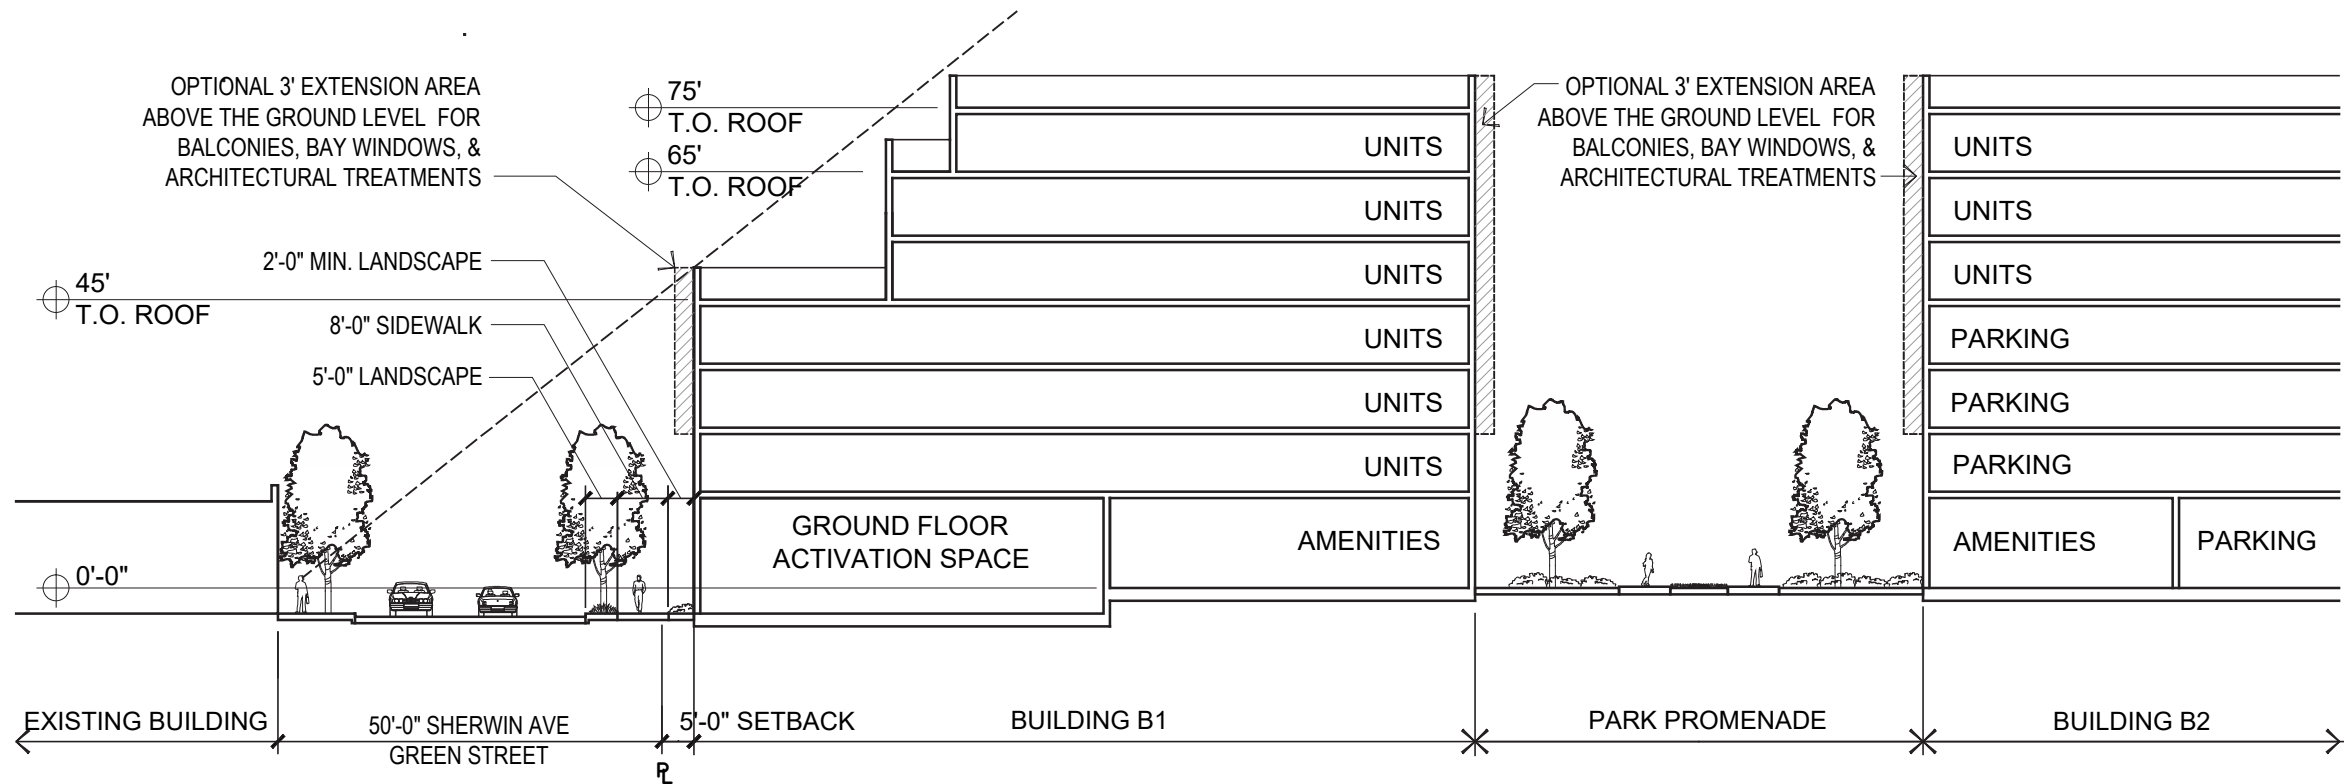 OPTIONAL 3' EXTENSION AREA
ABOVE THE GROUND LEVEL FOR
BALCONIES, BAY WINDOWS, &
ARCHITECTURAL TREATMENTS
75'
T.O. ROOF
65'
T.O. ROOF
OPTIONAL 3' EXTENSION AREA
ABOVE THE GROUND LEVEL FOR
BALCONIES, BAY WINDOWS, &
ARCHITECTURAL TREATMENTS
2'-0" MIN. LANDSCAPE
45'
T.O. ROOF
8'-0" SIDEWALK
5'-0" LANDSCAPE
0'-0"
UNITS
UNITS
UNITS
UNITS
UNITS
UNITS
GROUND FLOOR
ACTIVATION SPACE
AMENITIES
UNITS
UNITS
UNITS
PARKING
PARKING
PARKING
AMENITIES
PARKING
EXISTING BUILDING
50'-0" SHERWIN AVE
GREEN STREET
PL
5'-0" SETBACK
BUILDING B1
PARK PROMENADE
BUILDING B2